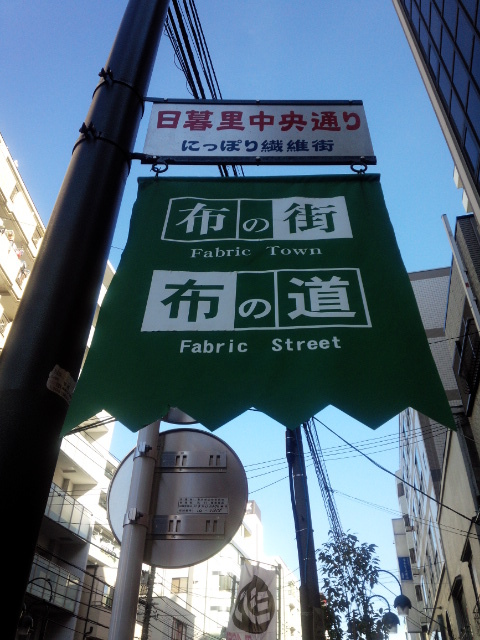 日暮里中央通り
にっぽり繊維街
布の街
Fabric Town
布の道
Fabric Street